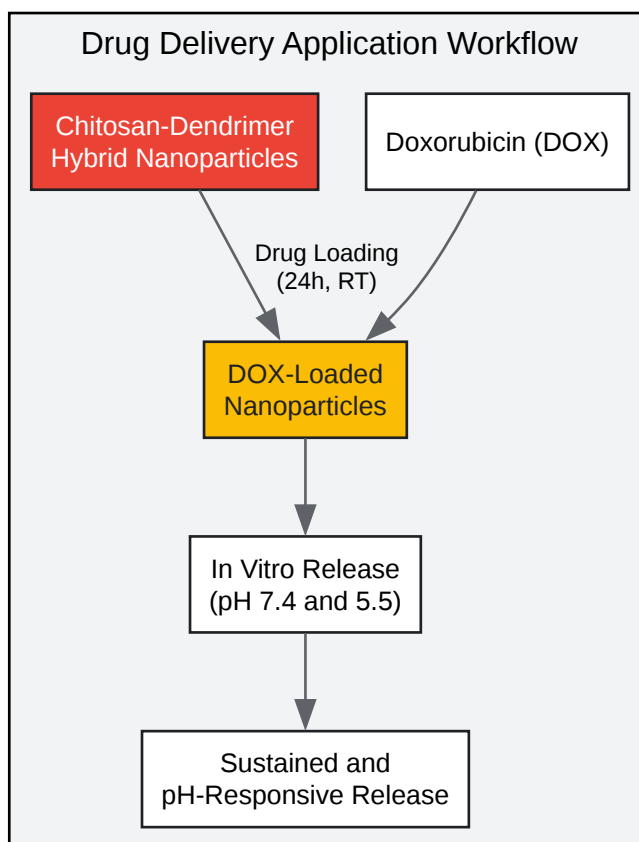 Drug Delivery Application Workflow
Chitosan-Dendrimer
Hybrid Nanoparticles
Doxorubicin (DOX)
Drug Loading
(24h, RT)
DOX-Loaded
Nanoparticles
In Vitro Release
(pH 7.4 and 5.5)
Sustained and
pH-Responsive Release